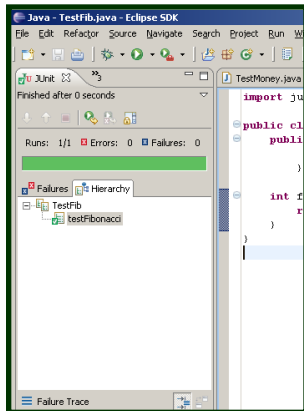 Java - TestFib.java - Eclipse SDK
File Edit Refactor Source Navigate Search Project Run
JUnit
»3
TestMoney.java
Finished after 0 seconds
Runs: 1/1 Errors: 0 Failures: 0
Failures Hierarchy
TestFib
testFibonacci
Failure Trace
import ju
public cl
publi
}
int f
r
}
}